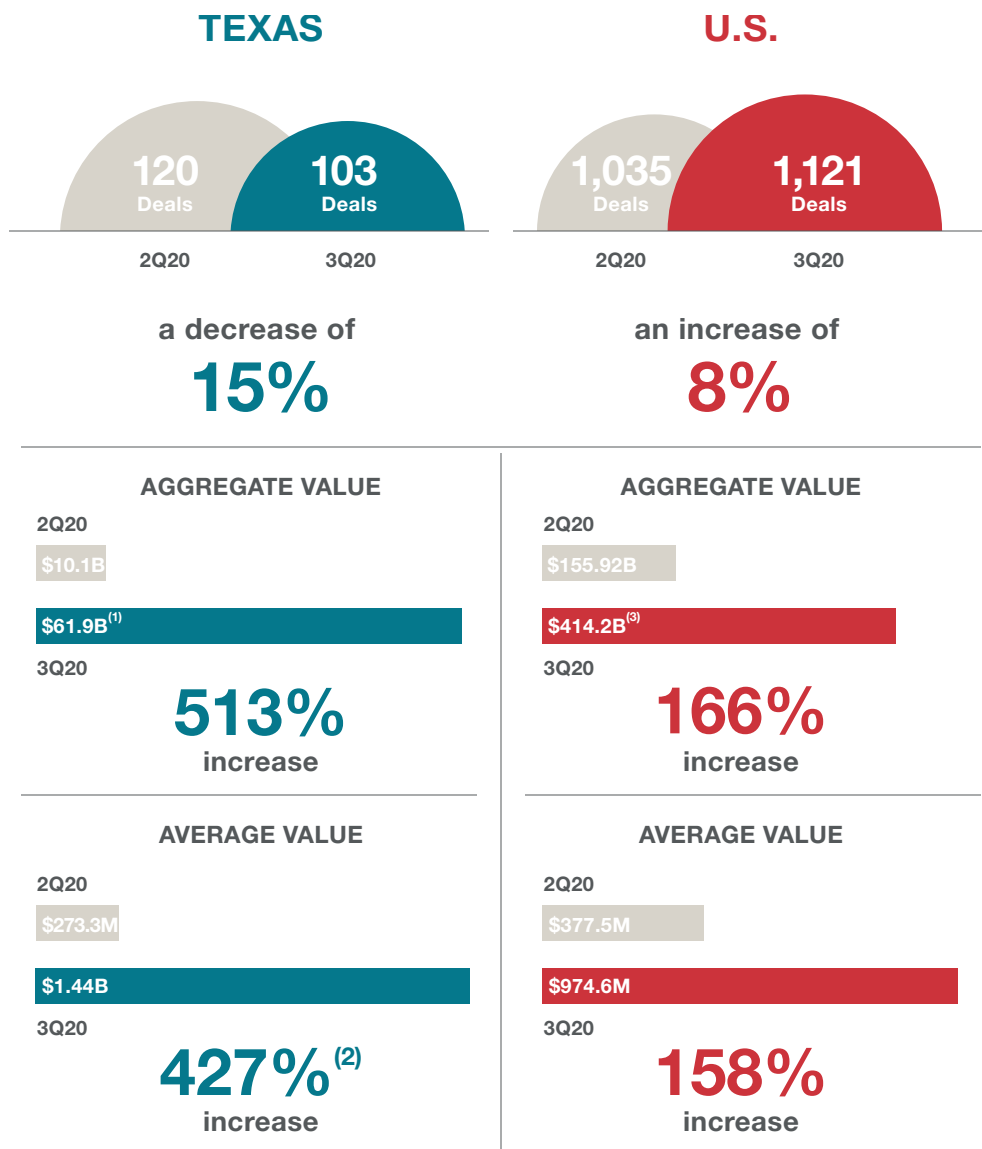 TEXAS
120
Deals
103
Deals
2Q20
3Q20
a decrease of
15%
U.S.
1,035
Deals
1,121
Deals
2Q20
3Q20
an increase of
8%
AGGREGATE VALUE
2Q20
$10.1B
$61.9B(1)
3Q20
513%
increase
AGGREGATE VALUE
2Q20
$155.92B
$414.2B(3)
3Q20
166%
increase
AVERAGE VALUE
2Q20
$273.3M
$1.44B
3Q20
427%(2)
increase
AVERAGE VALUE
2Q20
$377.5M
$974.6M
3Q20
158%
increase